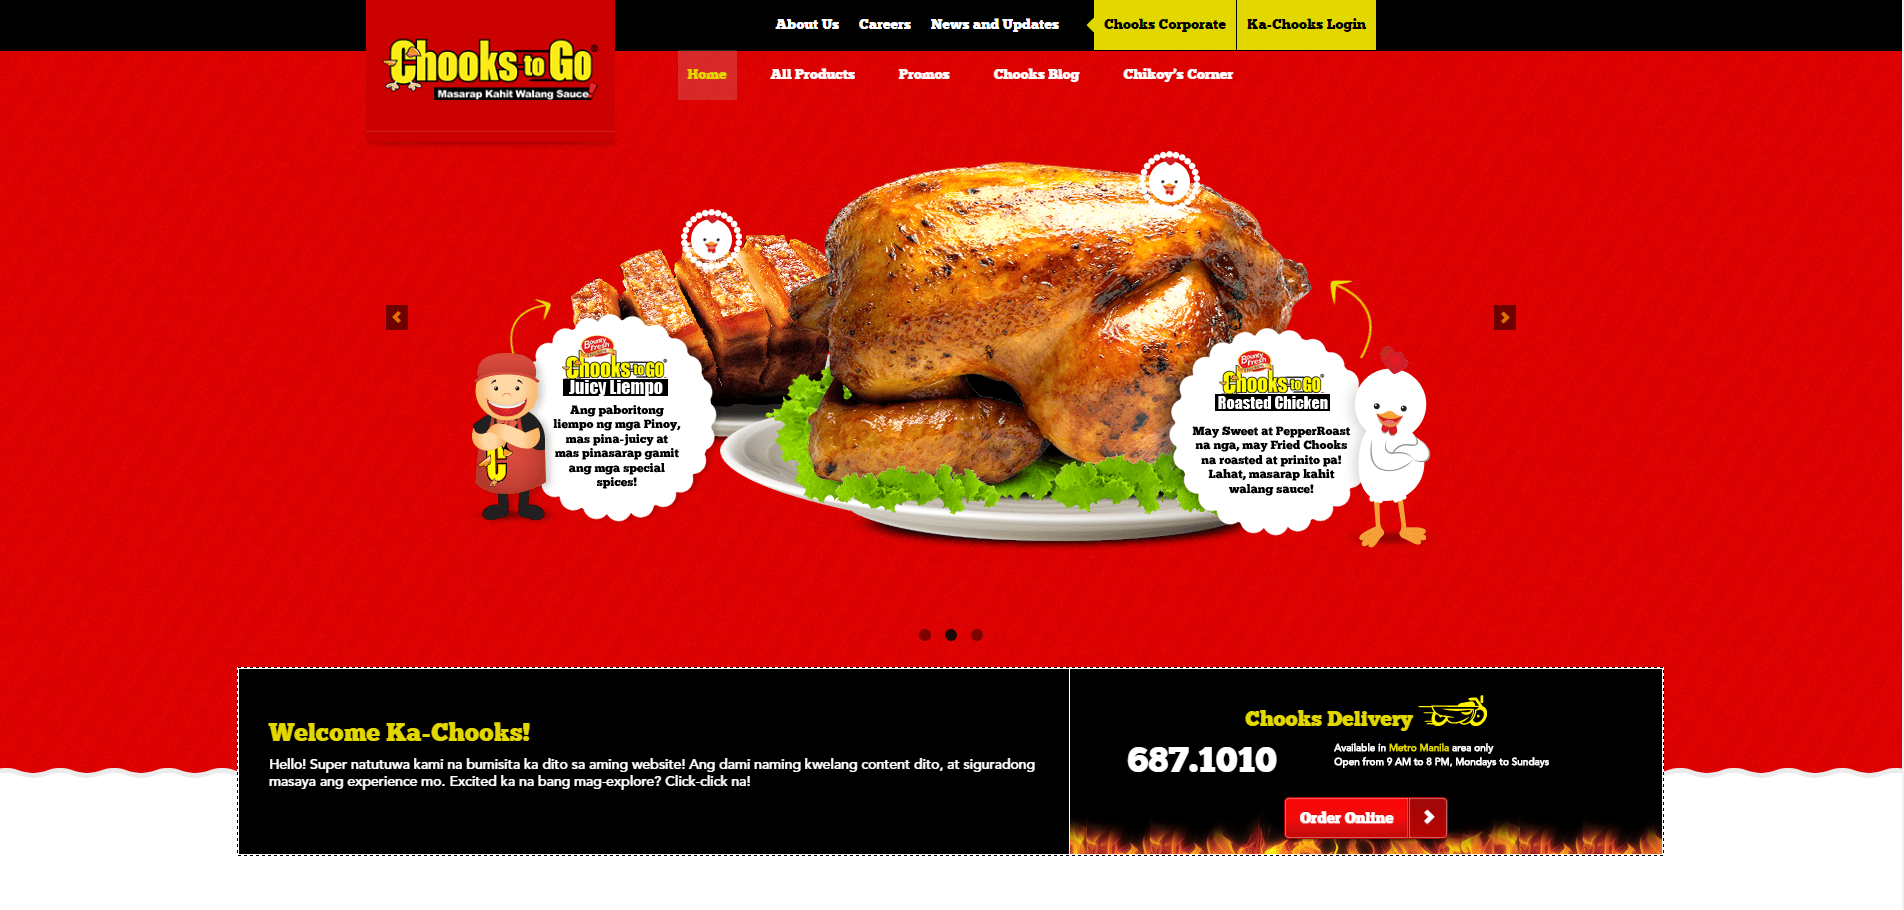 About Us
Careers
News and Updates
Chooks Corporate
Ka-Chooks Login
Chooks to Go®
Masarap Kahit Walang Sauce!
Home
All Products
Promos
Chooks Blog
Chikoy's Corner
Bounty Fresh
Chooks-to-Go®
Juicy Liempo
Ang paboritong
liempo ng mga Pinoy,
mas pina-juicy at
mas pinasarap gamit
ang mga special
spices!
Bounty Fresh
Chooks-to-Go®
Roasted Chicken
May Sweet at PepperRoast
na nga, may Fried Chooks
na roasted at prinito pa!
Lahat, masarap kahit
walang sauce!
Welcome Ka-Chooks!
Hello! Super natutuwa kami na bumisita ka dito sa aming website! Ang dami naming kwelang content dito, at siguradong
masaya ang experience mo. Excited ka na bang mag-explore? Click-click na!
Chooks Delivery
687.1010
Available in Metro Manila area only
Open from 9 AM to 8 PM, Mondays to Sundays
Order Online